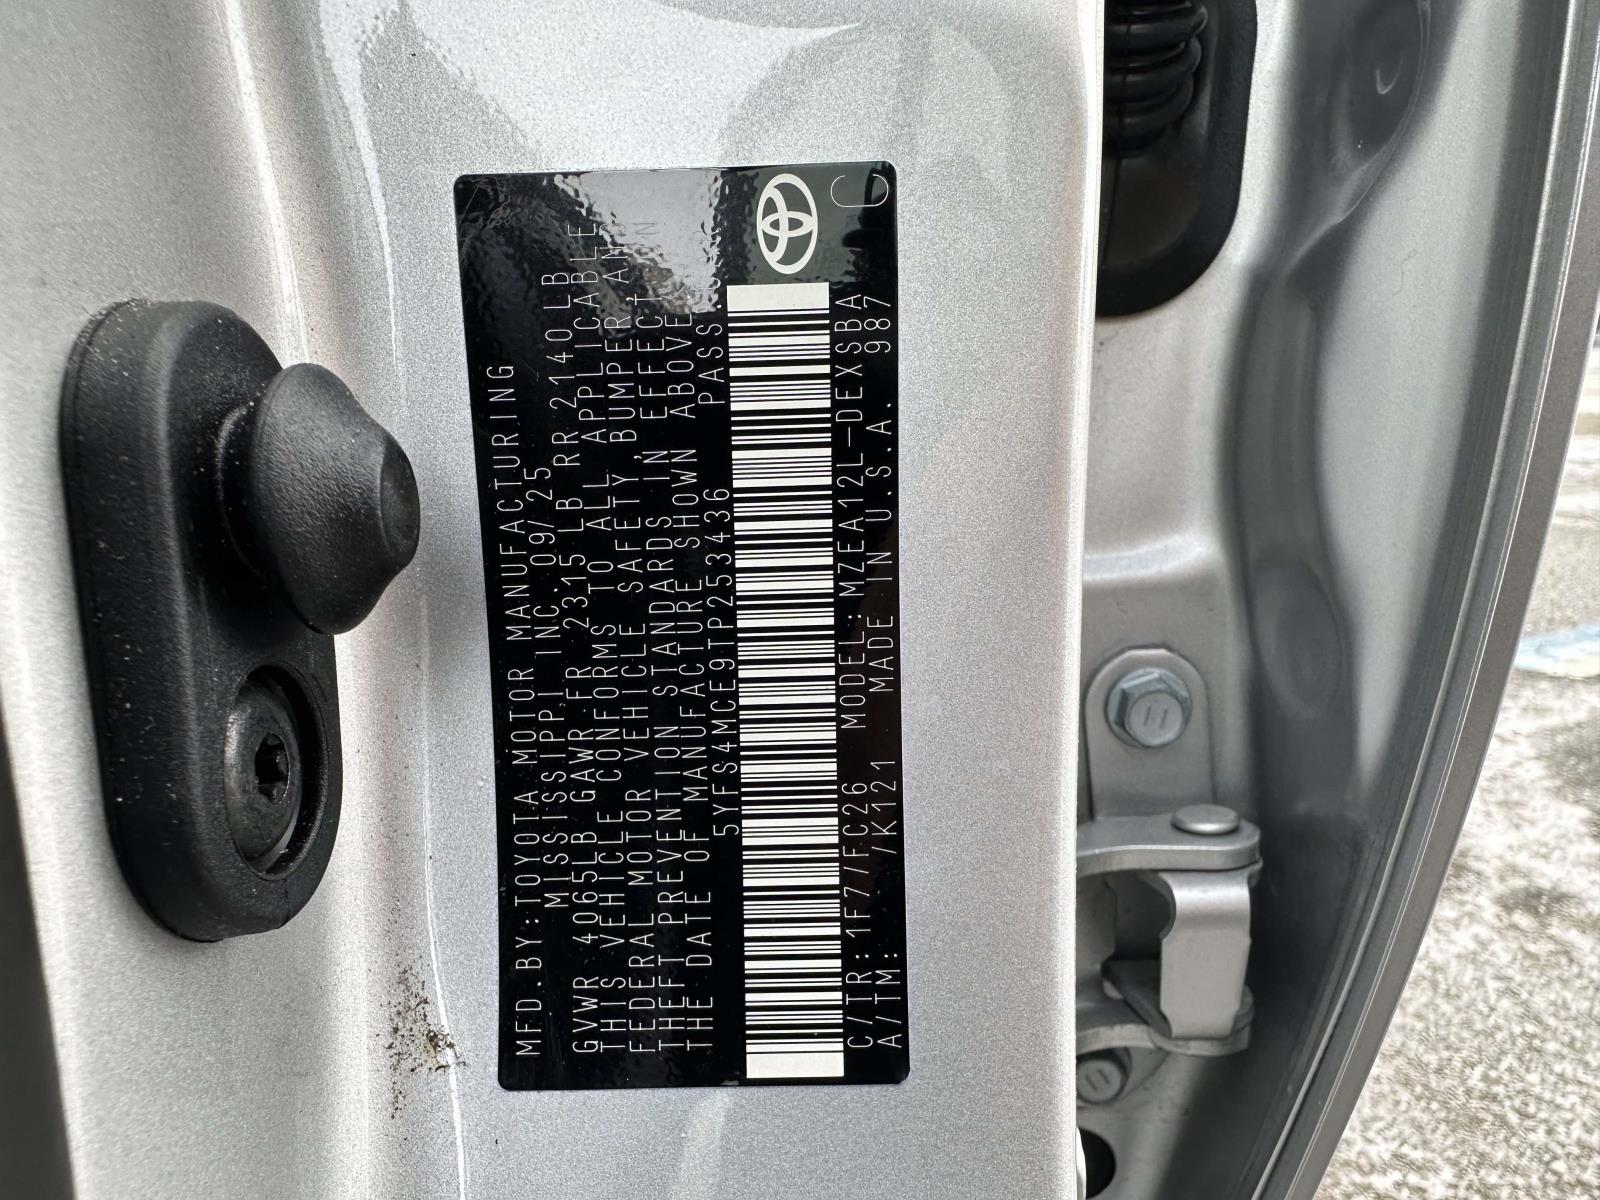 MFD.BY:TOYOTA MOTOR MANUFACTURING
MISSISSIPPI INC. 09/25
GVWR 4065LB GAWR FR 2315 LB RR 2140LB
THIS VEHICLE CONFORMS TO ALL APPLICABLE
FEDERAL MOTOR VEHICLE SAFETY, BUMPER, AND
THEFT PREVENTION STANDARDS IN EFFECT ON
THE DATE OF MANUFACTURE SHOWN ABOVE.
5YFS4MCE9TP253436 PASS.
C/TR: 1F7/FC26 MODEL:MZEA12L-DEXSBA
A/TM: /K121 MADE IN U.S.A. 987
C